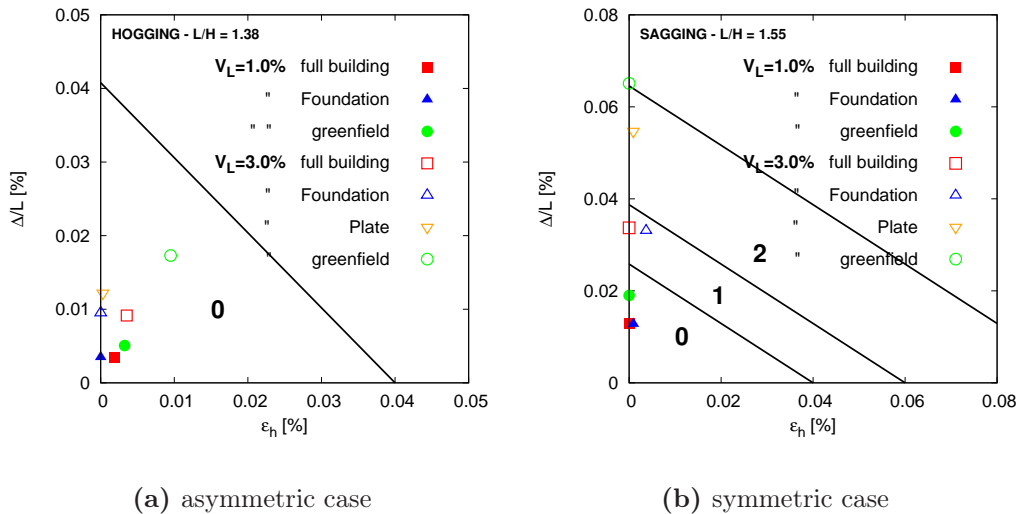 HOGGING - L/H = 1.38
V_L=1.0% full building
" Foundation
" " greenfield
V_L=3.0% full building
" Foundation
" Plate
" greenfield
0
Δ/L [%]
0.05
0.04
0.03
0.02
0.01
0
0 0.01 0.02 0.03 0.04 0.05
ε_h [%]
(a) asymmetric case
SAGGING - L/H = 1.55
V_L=1.0% full building
" Foundation
" greenfield
V_L=3.0% full building
" Foundation
" Plate
" greenfield
2
1
0
Δ/L [%]
0.08
0.06
0.04
0.02
0
0 0.02 0.04 0.06 0.08
ε_h [%]
(b) symmetric case